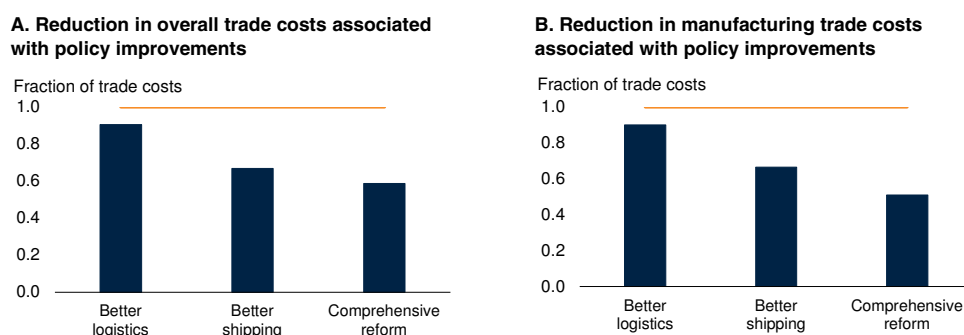 A. Reduction in overall trade costs associated
with policy improvements
Fraction of trade costs
1.0
0.8
0.6
0.4
0.2
0.0
Better
logistics
Better
shipping
Comprehensive
reform
B. Reduction in manufacturing trade costs
associated with policy improvements
Fraction of trade costs
1.0
0.8
0.6
0.4
0.2
0.0
Better
logistics
Better
shipping
Comprehensive
reform